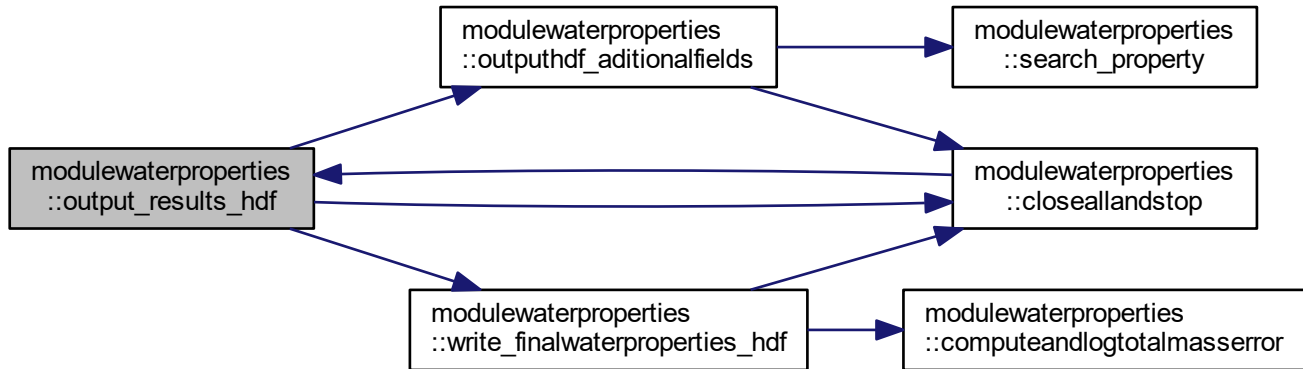 modulewaterproperties
::outputhdf_aditionalfields
modulewaterproperties
::search_property
modulewaterproperties
::output_results_hdf
modulewaterproperties
::closeallandstop
modulewaterproperties
::write_finalwaterproperties_hdf
modulewaterproperties
::computeandlogtotalmasserror